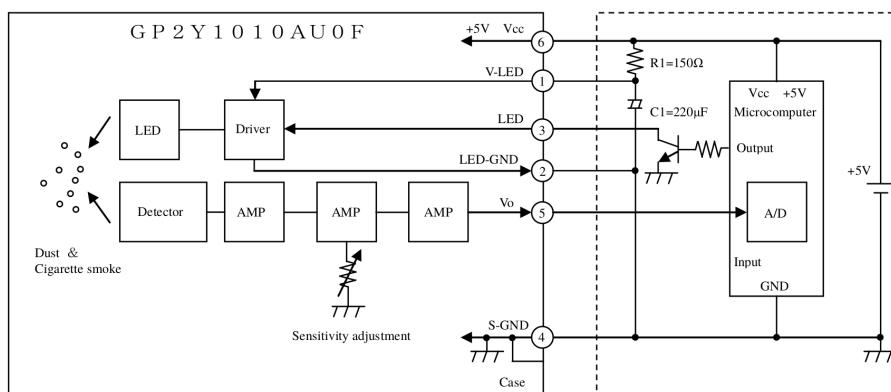 GP2Y1010AU0F
+5V Vcc
6
V-LED
1
R1=150Ω
Vcc +5V
Microcomputer
C1=220μF
LED
3
LED
Driver
Output
LED-GND
2
+5V
Vo
5
Detector
AMP
AMP
AMP
A/D
Dust &
Cigarette smoke
Input
GND
Sensitivity adjustment
S-GND
4
Case